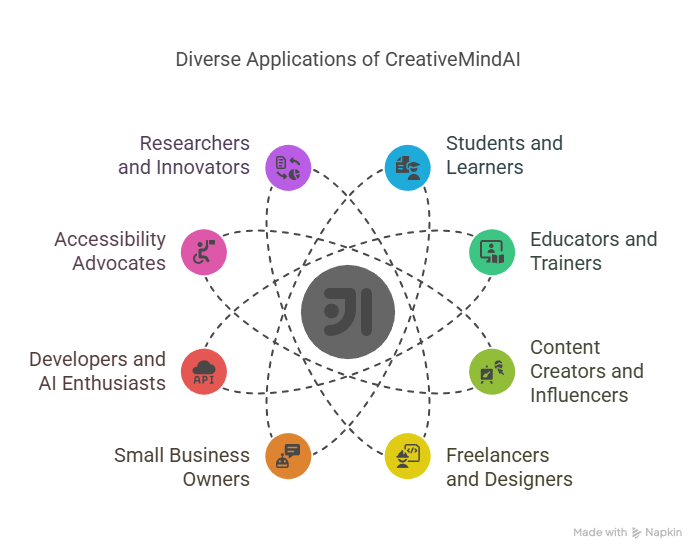 Diverse Applications of CreativeMindAI
Researchers
and Innovators
Students and
Learners
Accessibility
Advocates
Educators and
Trainers
Developers and
AI Enthusiasts
API
Content
Creators and
Influencers
Small Business
Owners
Freelancers
and Designers
Made with Napkin